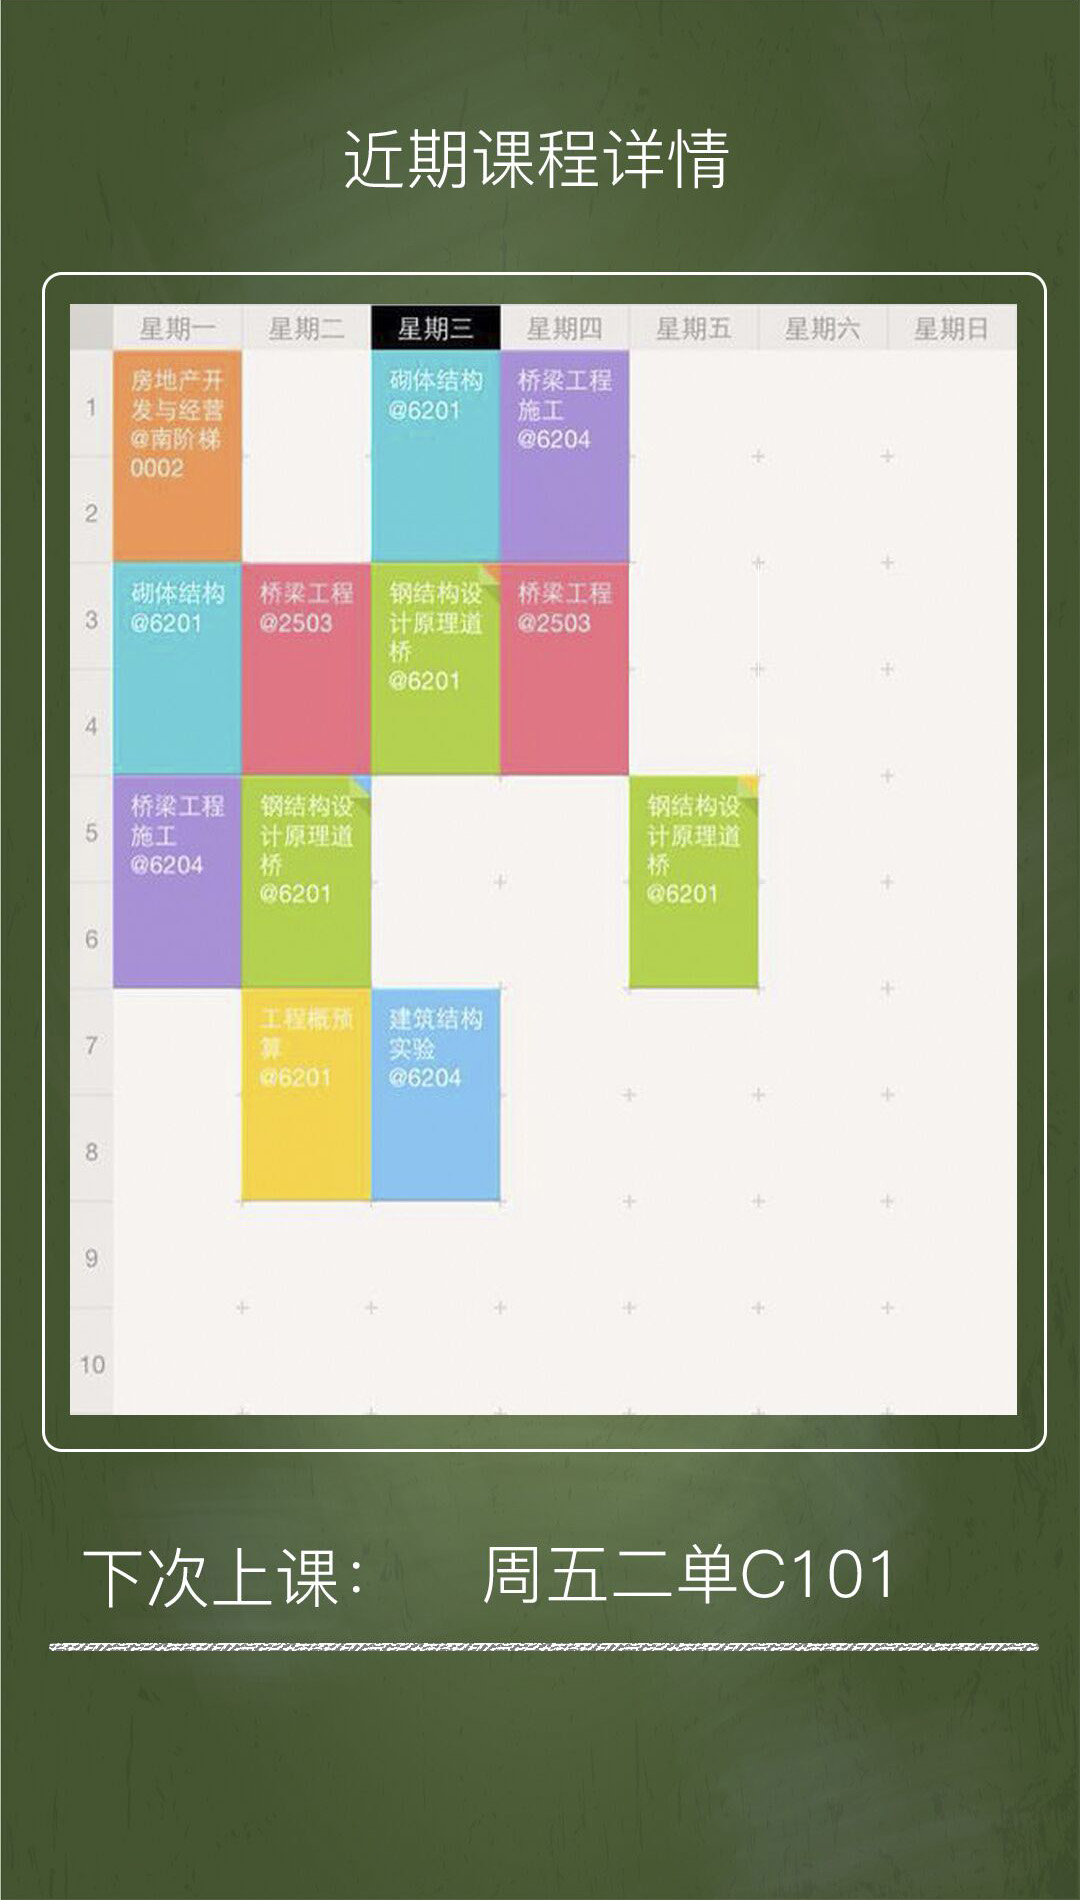 近期课程详情
星期一 星期二 星期三 星期四 星期五 星期六 星期日
1
房地产开
发与经营
@南阶梯
0002
砌体结构
@6201
桥梁工程
施工
@6204
2
3
砌体结构
@6201
桥梁工程
@2503
钢结构设
计原理道
桥
@6201
桥梁工程
@2503
4
5
桥梁工程
施工
@6204
钢结构设
计原理道
桥
@6201
钢结构设
计原理道
桥
@6201
6
7
工程概预
算
@6201
建筑结构
实验
@6204
8
9
10
下次上课： 周五二单C101